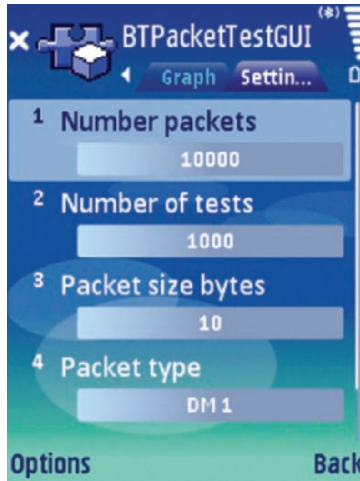 BTPacketTestGUI
Graph Settin...
1 Number packets
10000
2 Number of tests
1000
3 Packet size bytes
10
4 Packet type
DM1
Options Back